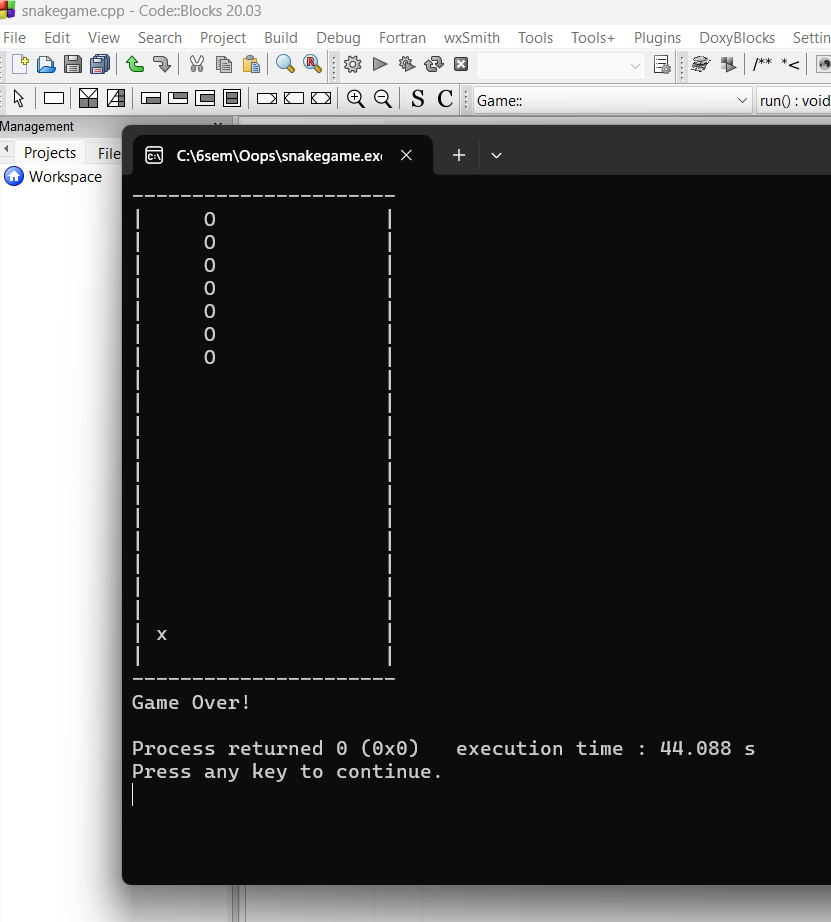 snakegame.cpp - Code::Blocks 20.03
File Edit View Search Project Build Debug Fortran wxSmith Tools Tools+ Plugins DoxyBlocks Settin
/** *<
S C Game:: run() : void
Management
Projects File
Workspace
C:\6sem\Oops\snakegame.exe
----------------------
|     O              |
|     O              |
|     O              |
|     O              |
|     O              |
|     O              |
|     O              |
|                    |
|                    |
|                    |
|                    |
|                    |
|                    |
|                    |
|                    |
|                    |
|                    |
|                    |
| x                  |
|                    |
----------------------
Game Over!
Process returned 0 (0x0)   execution time : 44.088 s
Press any key to continue.